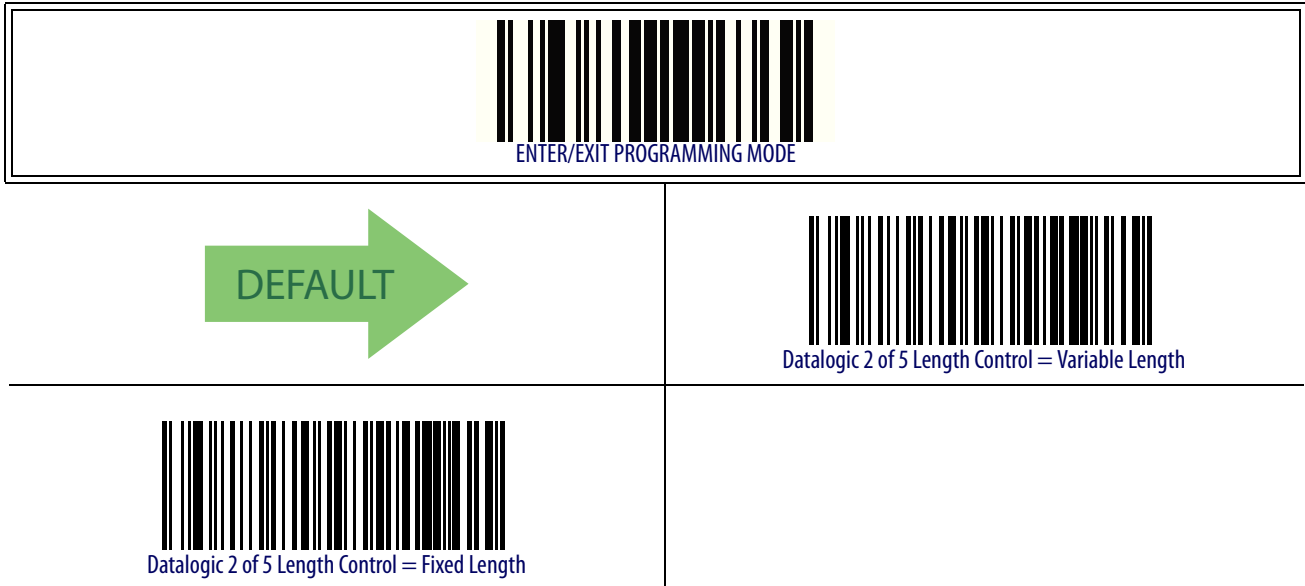 ENTER/EXIT PROGRAMMING MODE
DEFAULT
Datalogic 2 of 5 Length Control = Variable Length
Datalogic 2 of 5 Length Control = Fixed Length